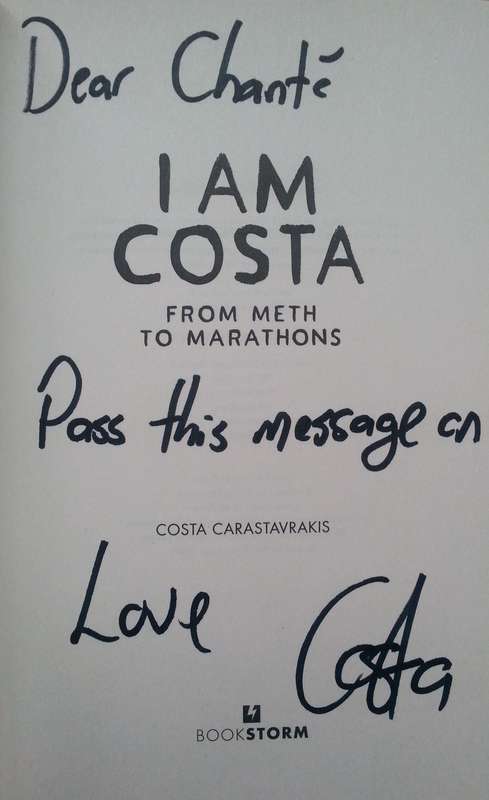 Dear Chanté
I AM
COSTA
FROM METH
TO MARATHONS
Pass this message on
COSTA CARASTAVRAKIS
Love
Costa
BOOKSTORM